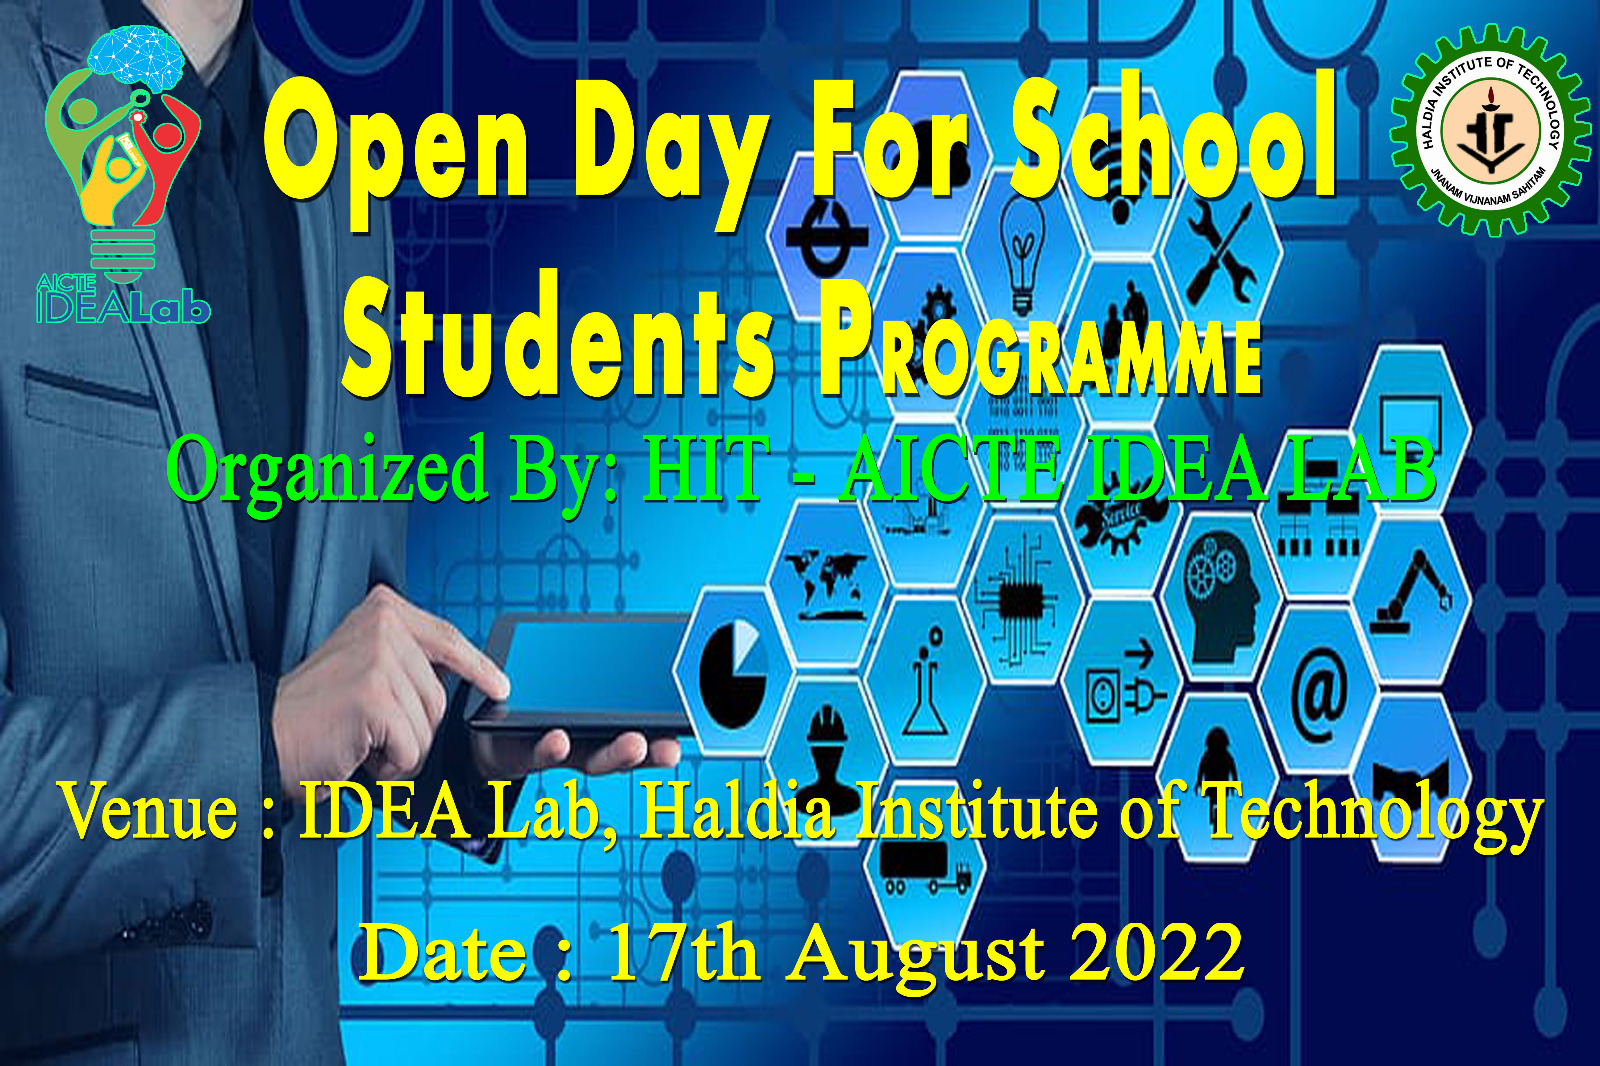 AICTE
IDEALab
HALDIA INSTITUTE OF TECHNOLOGY
JNANAM VIJNANAM SAHITAM
Open Day For School
Students PROGRAMME
Organized By: HIT - AICTE IDEA LAB
Service
@
Venue : IDEA Lab, Haldia Institute of Technology
Date : 17th August 2022